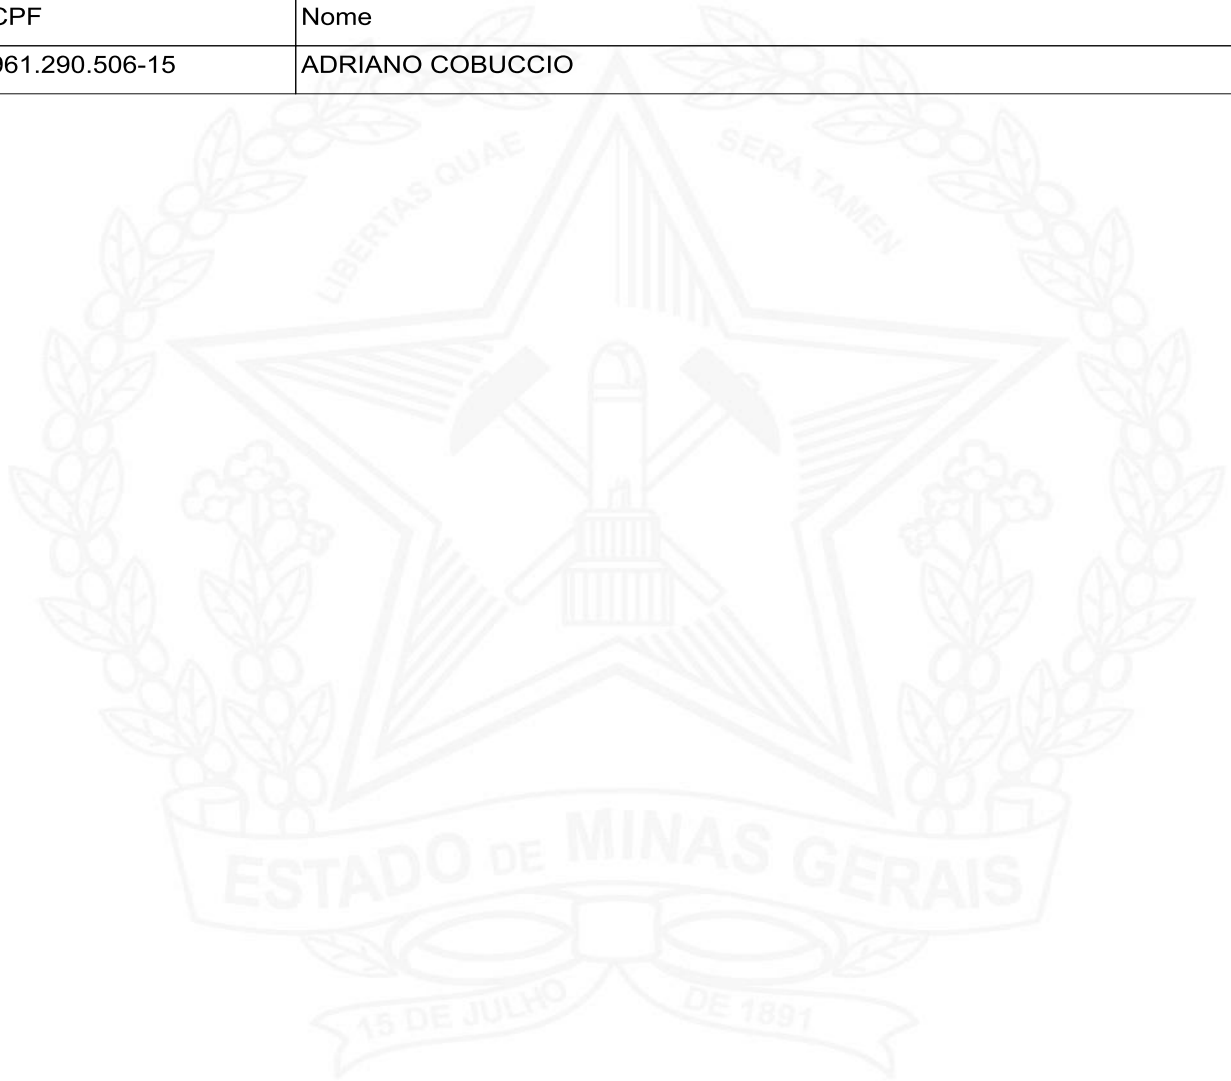 CPF Nome
961.290.506-15 ADRIANO COBUCCIO
LIBERTAS QUAE SERA TAMEN
ESTADO DE MINAS GERAIS
15 DE JULHO DE 1891